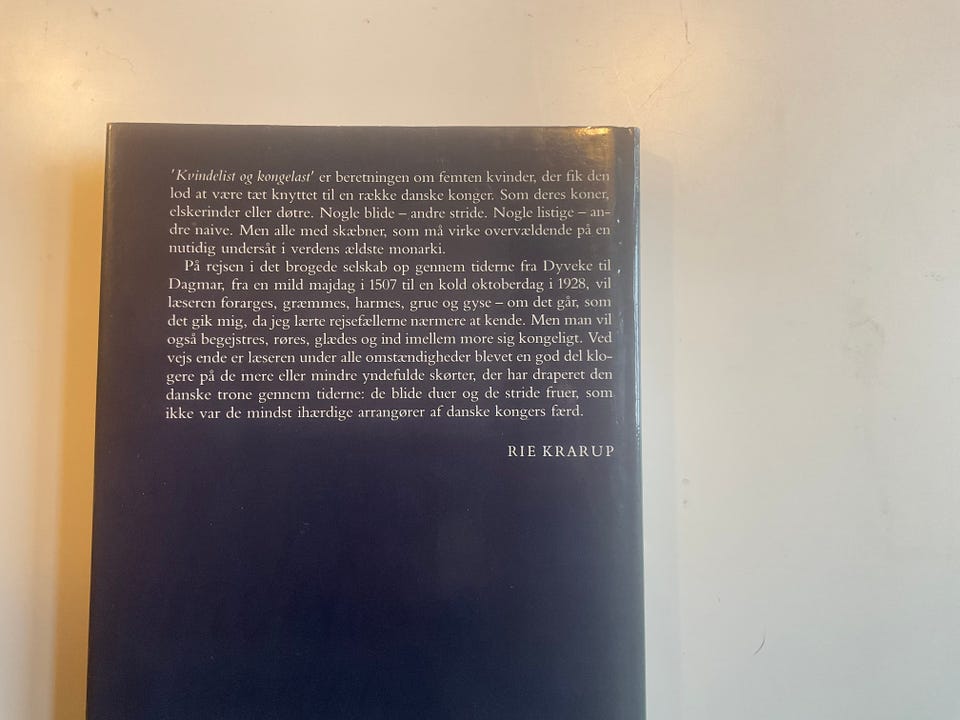 'Kvindelist og kongelast' er beretningen om femten kvinder, der fik den
lod at være tæt knyttet til en række danske konger. Som deres koner,
elskerinder eller døtre. Nogle blide – andre stride. Nogle listige – an-
dre naive. Men alle med skæbner, som må virke overvældende på en
nutidig undersåt i verdens ældste monarki.
På rejsen i det brogede selskab op gennem tiderne fra Dyveke til
Dagmar, fra en mild majdag i 1507 til en kold oktoberdag i 1928, vil
læseren forarges, græmmes, harmes, grue og gyse – om det går, som
det gik mig, da jeg lærte rejsefællerne nærmere at kende. Men man vil
også begejstres, røres, glædes og ind imellem more sig kongeligt. Ved
vejs ende er læseren under alle omstændigheder blevet en god del klo-
gere på de mere eller mindre yndefulde skørter, der har draperet den
danske trone gennem tiderne: de blide duer og de stride fruer, som
ikke var de mindst ihærdige arrangører af danske kongers færd.
RIE KRARUP